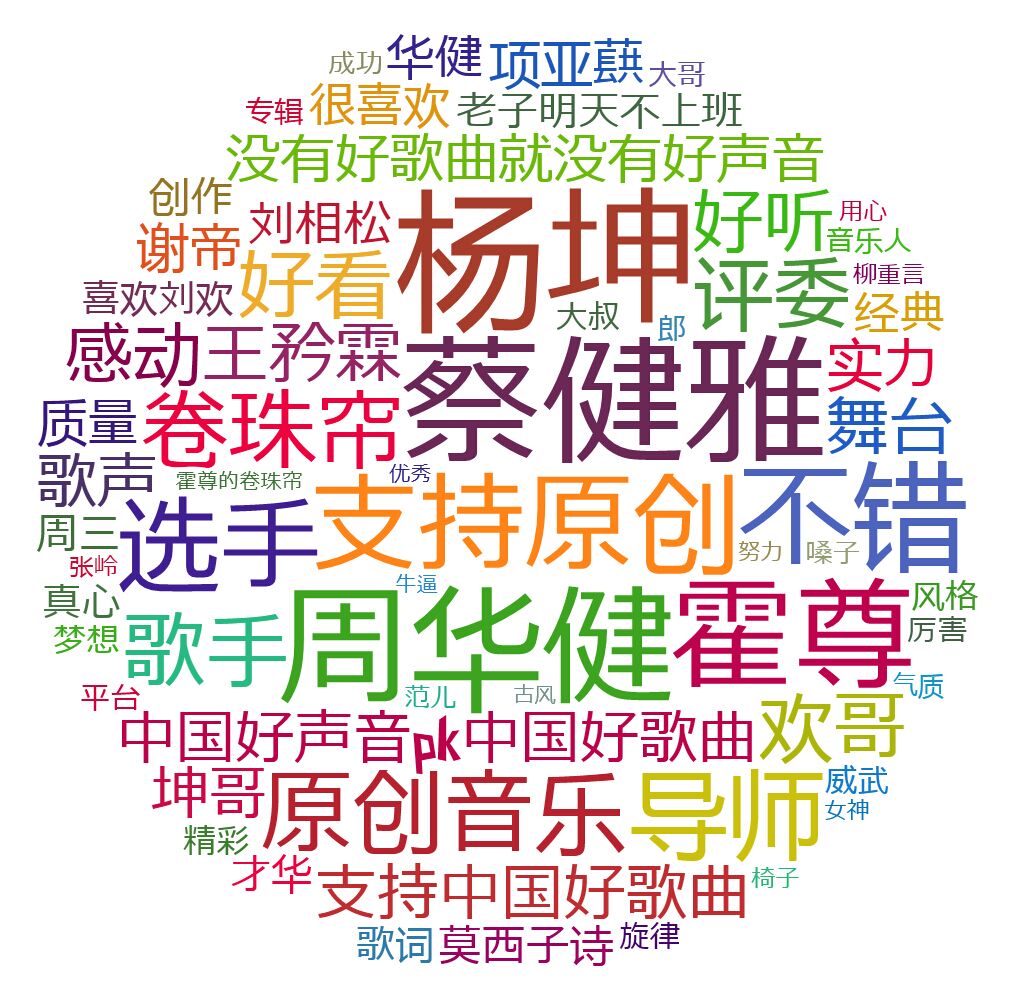 成功 华健 项亚蕻 大哥
专辑 很喜欢 老子明天不上班
没有好歌曲就没有好声音
创作 刘相松 杨坤 好听 用心
谢帝 好看 音乐人
喜欢刘欢 大叔 评委 柳重言
郎 经典
感动 王矜霖 蔡健雅 实力
质量 卷珠帘 舞台
歌声 霍尊的卷珠帘 优秀
周三 选手 支持原创 不错
张岭 努力 嗓子
真心 牛逼 风格
梦想 歌手 周华健 霍尊 厉害
平台 范儿 古风 气质
中国好声音 pk 中国好歌曲 欢哥
坤哥 原创音乐 导师 威武
精彩 女神
才华 支持中国好歌曲 椅子
歌词 莫西子诗 旋律